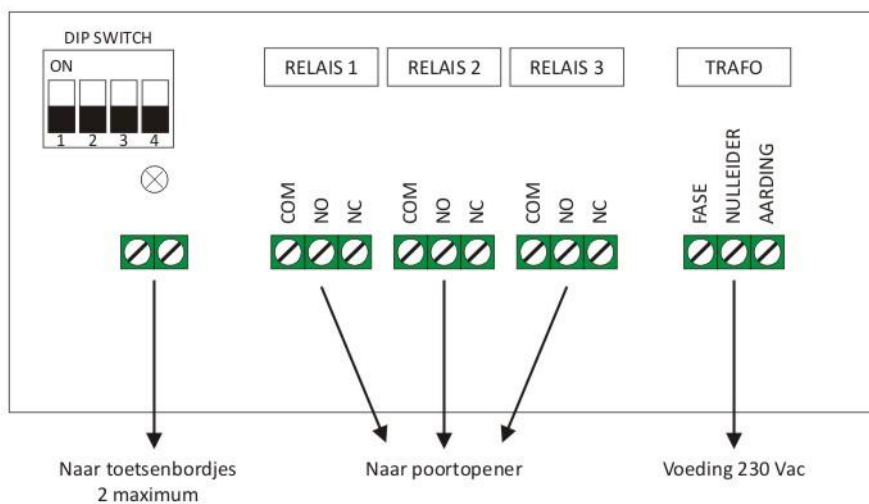 DIP SWITCH
ON
1 2 3 4
RELAIS 1 RELAIS 2 RELAIS 3 TRAFO
COM NO NC COM NO NC COM NO NC FASE NULLEIDER AARDING
Naar toetsenbordjes
2 maximum
Naar poortopener
Voeding 230 Vac